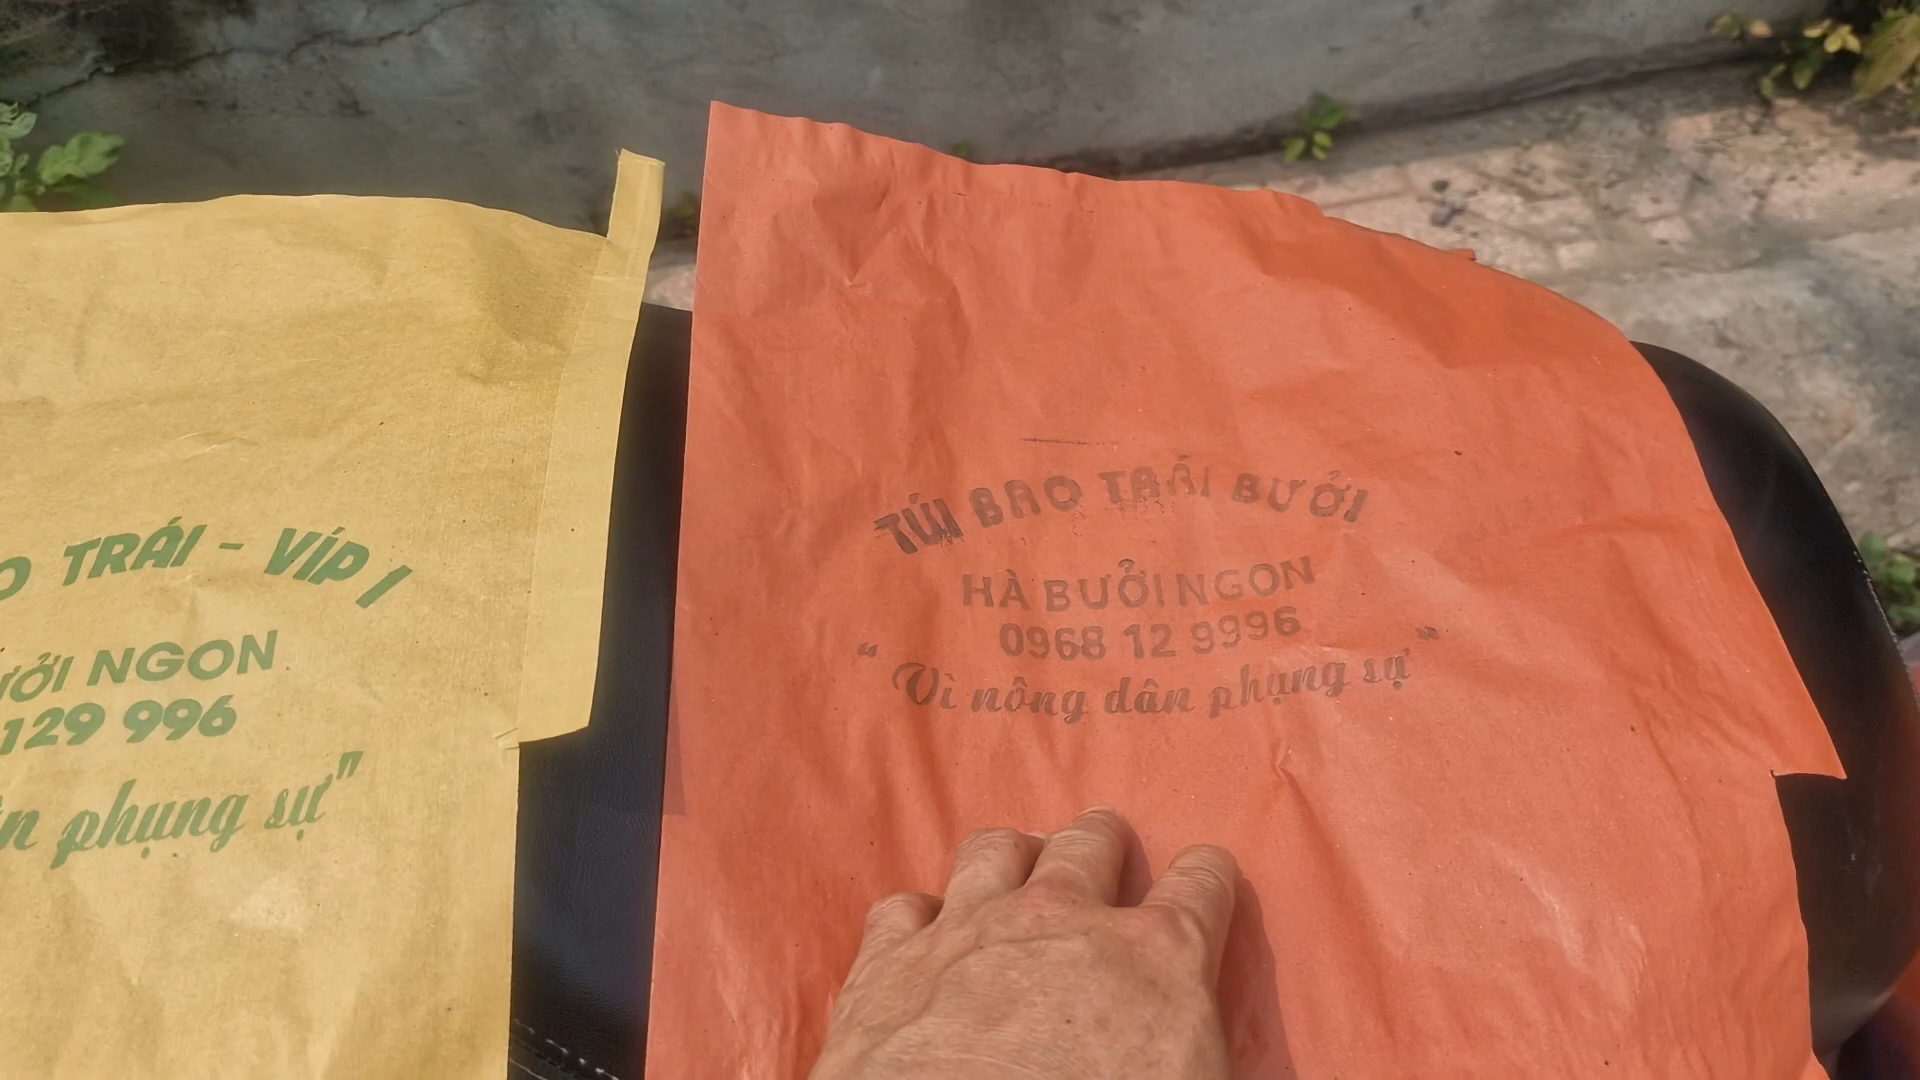 TRÁI - VÍP 1
NGON
129 996
phụng sự"
TÚI BAO TRÁI BƯỞI
HÀ BƯỞI NGON
0968 12 9996
“ Vì nông dân phụng sự ”